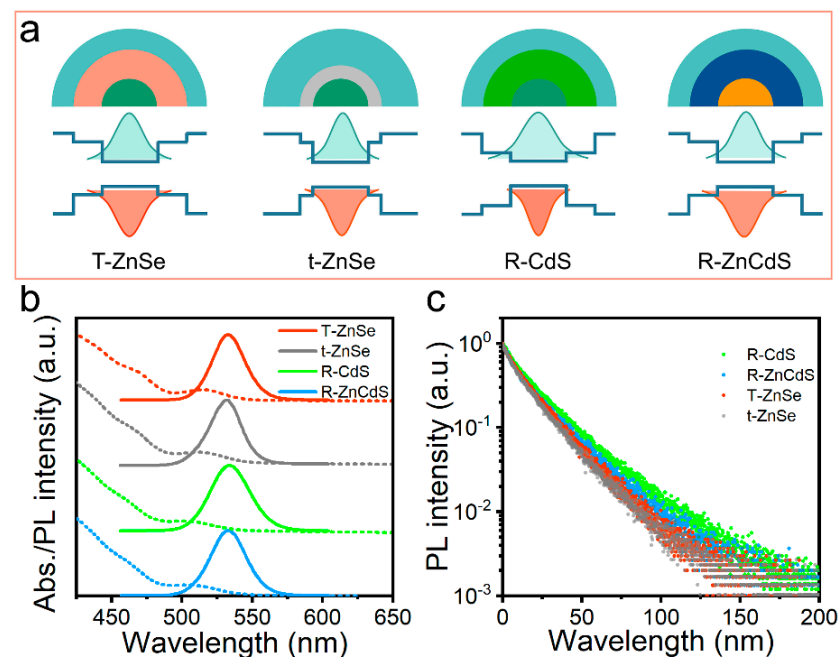 a
T-ZnSe
t-ZnSe
R-CdS
R-ZnCdS
b
Abs./PL intensity (a.u.)
T-ZnSe
t-ZnSe
R-CdS
R-ZnCdS
450 500 550 600 650
Wavelength (nm)
c
PL intensity (a.u.)
10⁰
10⁻¹
10⁻²
10⁻³
R-CdS
R-ZnCdS
T-ZnSe
t-ZnSe
0 50 100 150 200
Wavelength (nm)